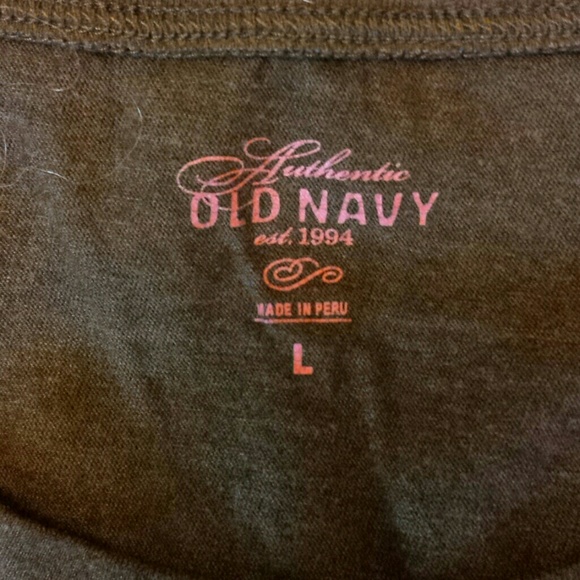 Authentic
OLD NAVY
est. 1994
MADE IN PERU
L